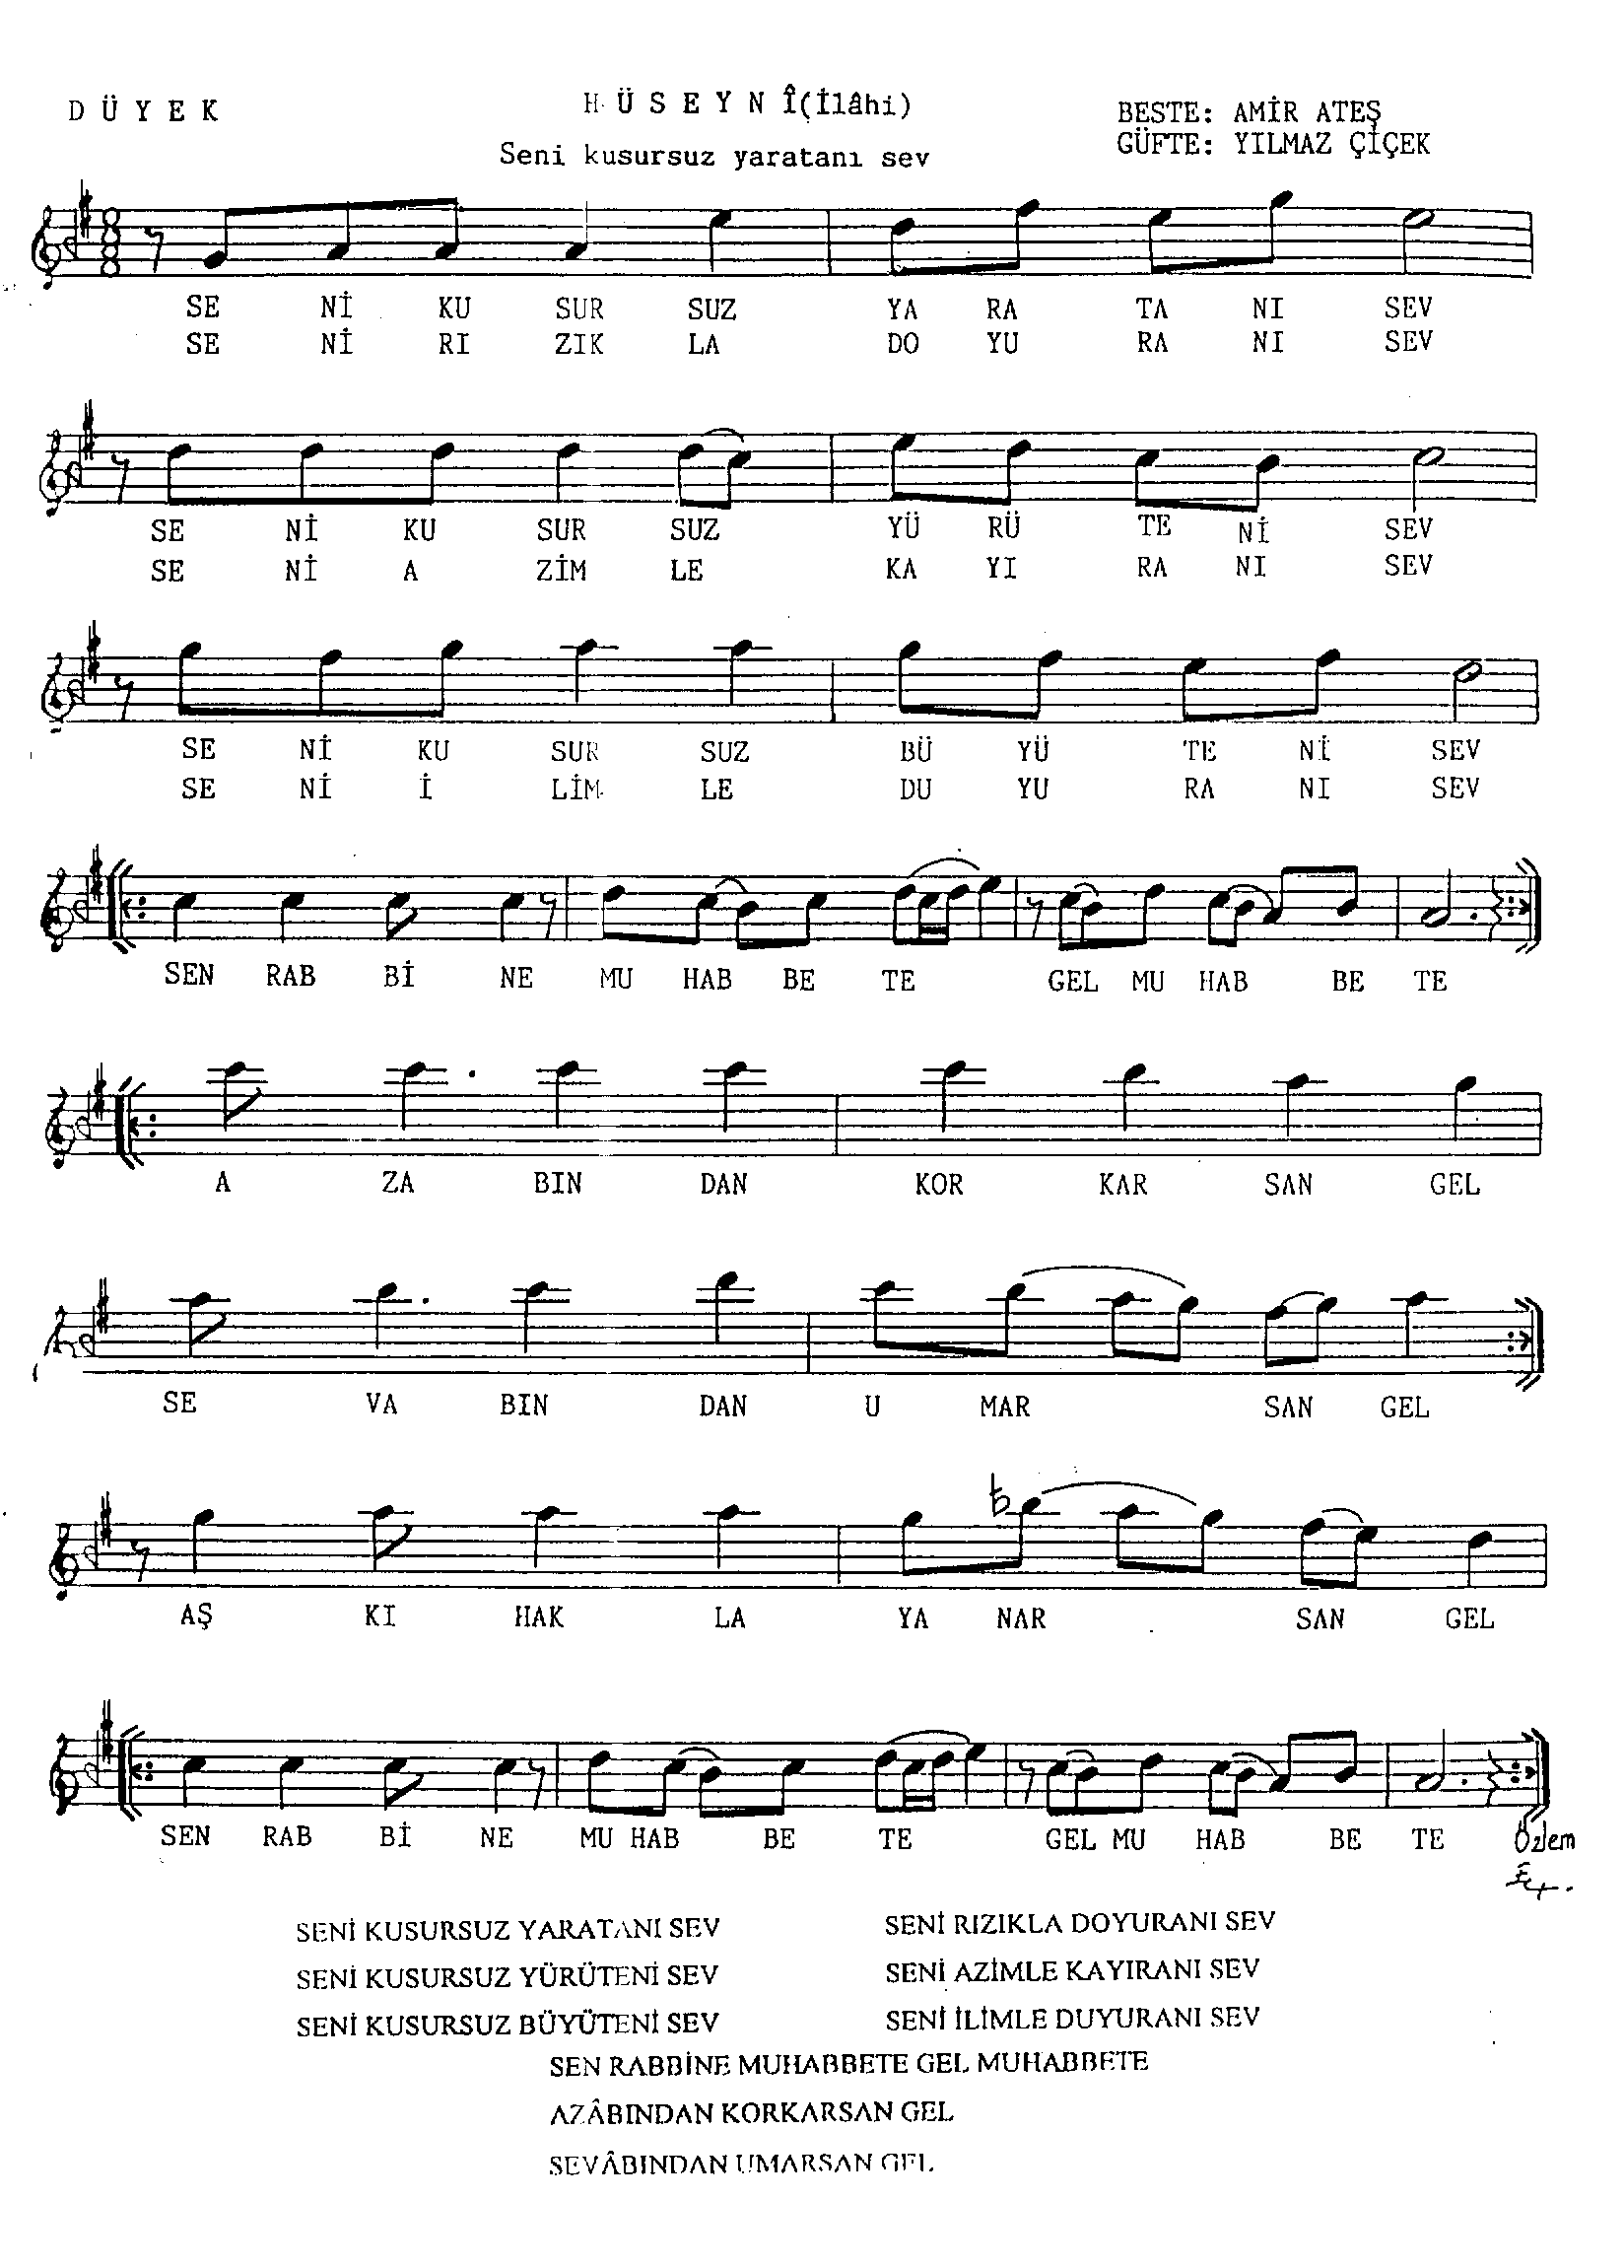 DÜYEK
HÜSEYNÎ(İlâhi)
BESTE: AMİR ATEŞ
GÜFTE: YILMAZ ÇİÇEK
Seni kusursuz yaratanı sev
8
8
SE Nİ KU SUR SUZ YA RA TA NI SEV
SE Nİ RI ZIK LA DO YU RA NI SEV
SE Nİ KU SUR SUZ YÜ RÜ TE Nİ SEV
SE Nİ A ZİM LE KA YI RA NI SEV
SE Nİ KU SUR SUZ BÜ YÜ TE Nİ SEV
SE Nİ İ LİM LE DU YU RA NI SEV
SEN RAB Bİ NE MU HAB BE TE GEL MU HAB BE TE
A ZA BIN DAN KOR KAR SAN GEL
SE VA BIN DAN U MAR SAN GEL
AŞ KI HAK LA YA NAR SAN GEL
SEN RAB Bİ NE MU HAB BE TE GEL MU HAB BE TE
Özlem
SENİ KUSURSUZ YARATANI SEV
SENİ KUSURSUZ YÜRÜTENİ SEV
SENİ KUSURSUZ BÜYÜTENİ SEV
SENİ RIZIKLA DOYURANI SEV
SENİ AZİMLE KAYIRANI SEV
SENİ İLİMLE DUYURANI SEV
SEN RABBİNE MUHABBETE GEL MUHABBETE
AZÂBINDAN KORKARSAN GEL
SEVÂBINDAN UMARSAN GEL